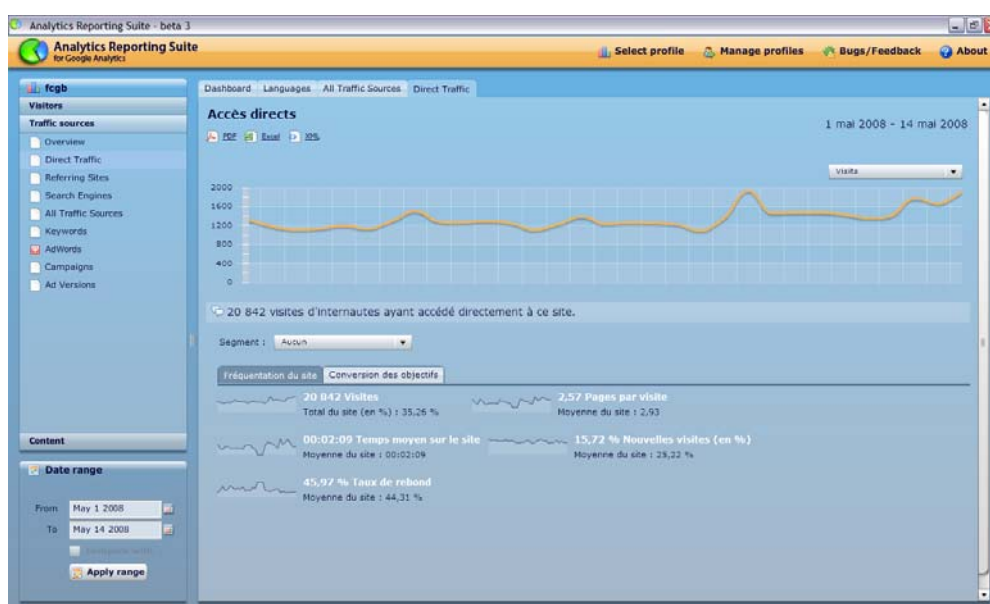 Analytics Reporting Suite - beta 3
Analytics Reporting Suite
for Google Analytics
Select profile
Manage profiles
Bugs/Feedback
About
fcgb
Visitors
Traffic sources
Overview
Direct Traffic
Referring Sites
Search Engines
All Traffic Sources
Keywords
AdWords
Campaigns
Ad Versions
Content
Date range
From May 1 2008
To May 14 2008
Apply range
Dashboard Languages All Traffic Sources Direct Traffic
Accès directs
1 mai 2008 - 14 mai 2008
PDF Excel XML
Visits
2000
1600
1200
800
400
0
20 842 visites d'internautes ayant accédé directement à ce site.
Segment : Aucun
Fréquentation du site Conversion des objectifs
20 842 Visites
Total du site (en %) : 35,26 %
2,57 Pages par visite
Moyenne du site : 2,93
00:02:09 Temps moyen sur le site
Moyenne du site : 00:02:09
15,72 % Nouvelles visites (en %)
Moyenne du site : 25,22 %
45,97 % Taux de rebond
Moyenne du site : 44,31 %